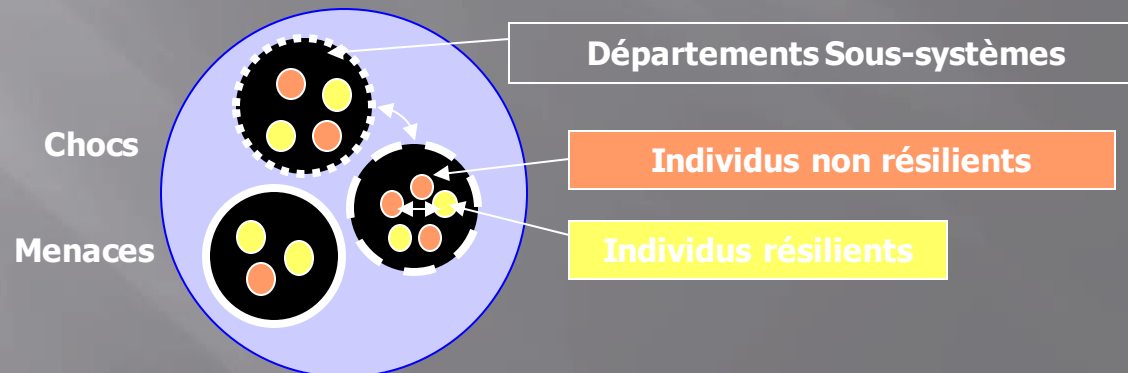 Départements Sous-systèmes
Chocs
Individus non résilients
Menaces
Individus résilients